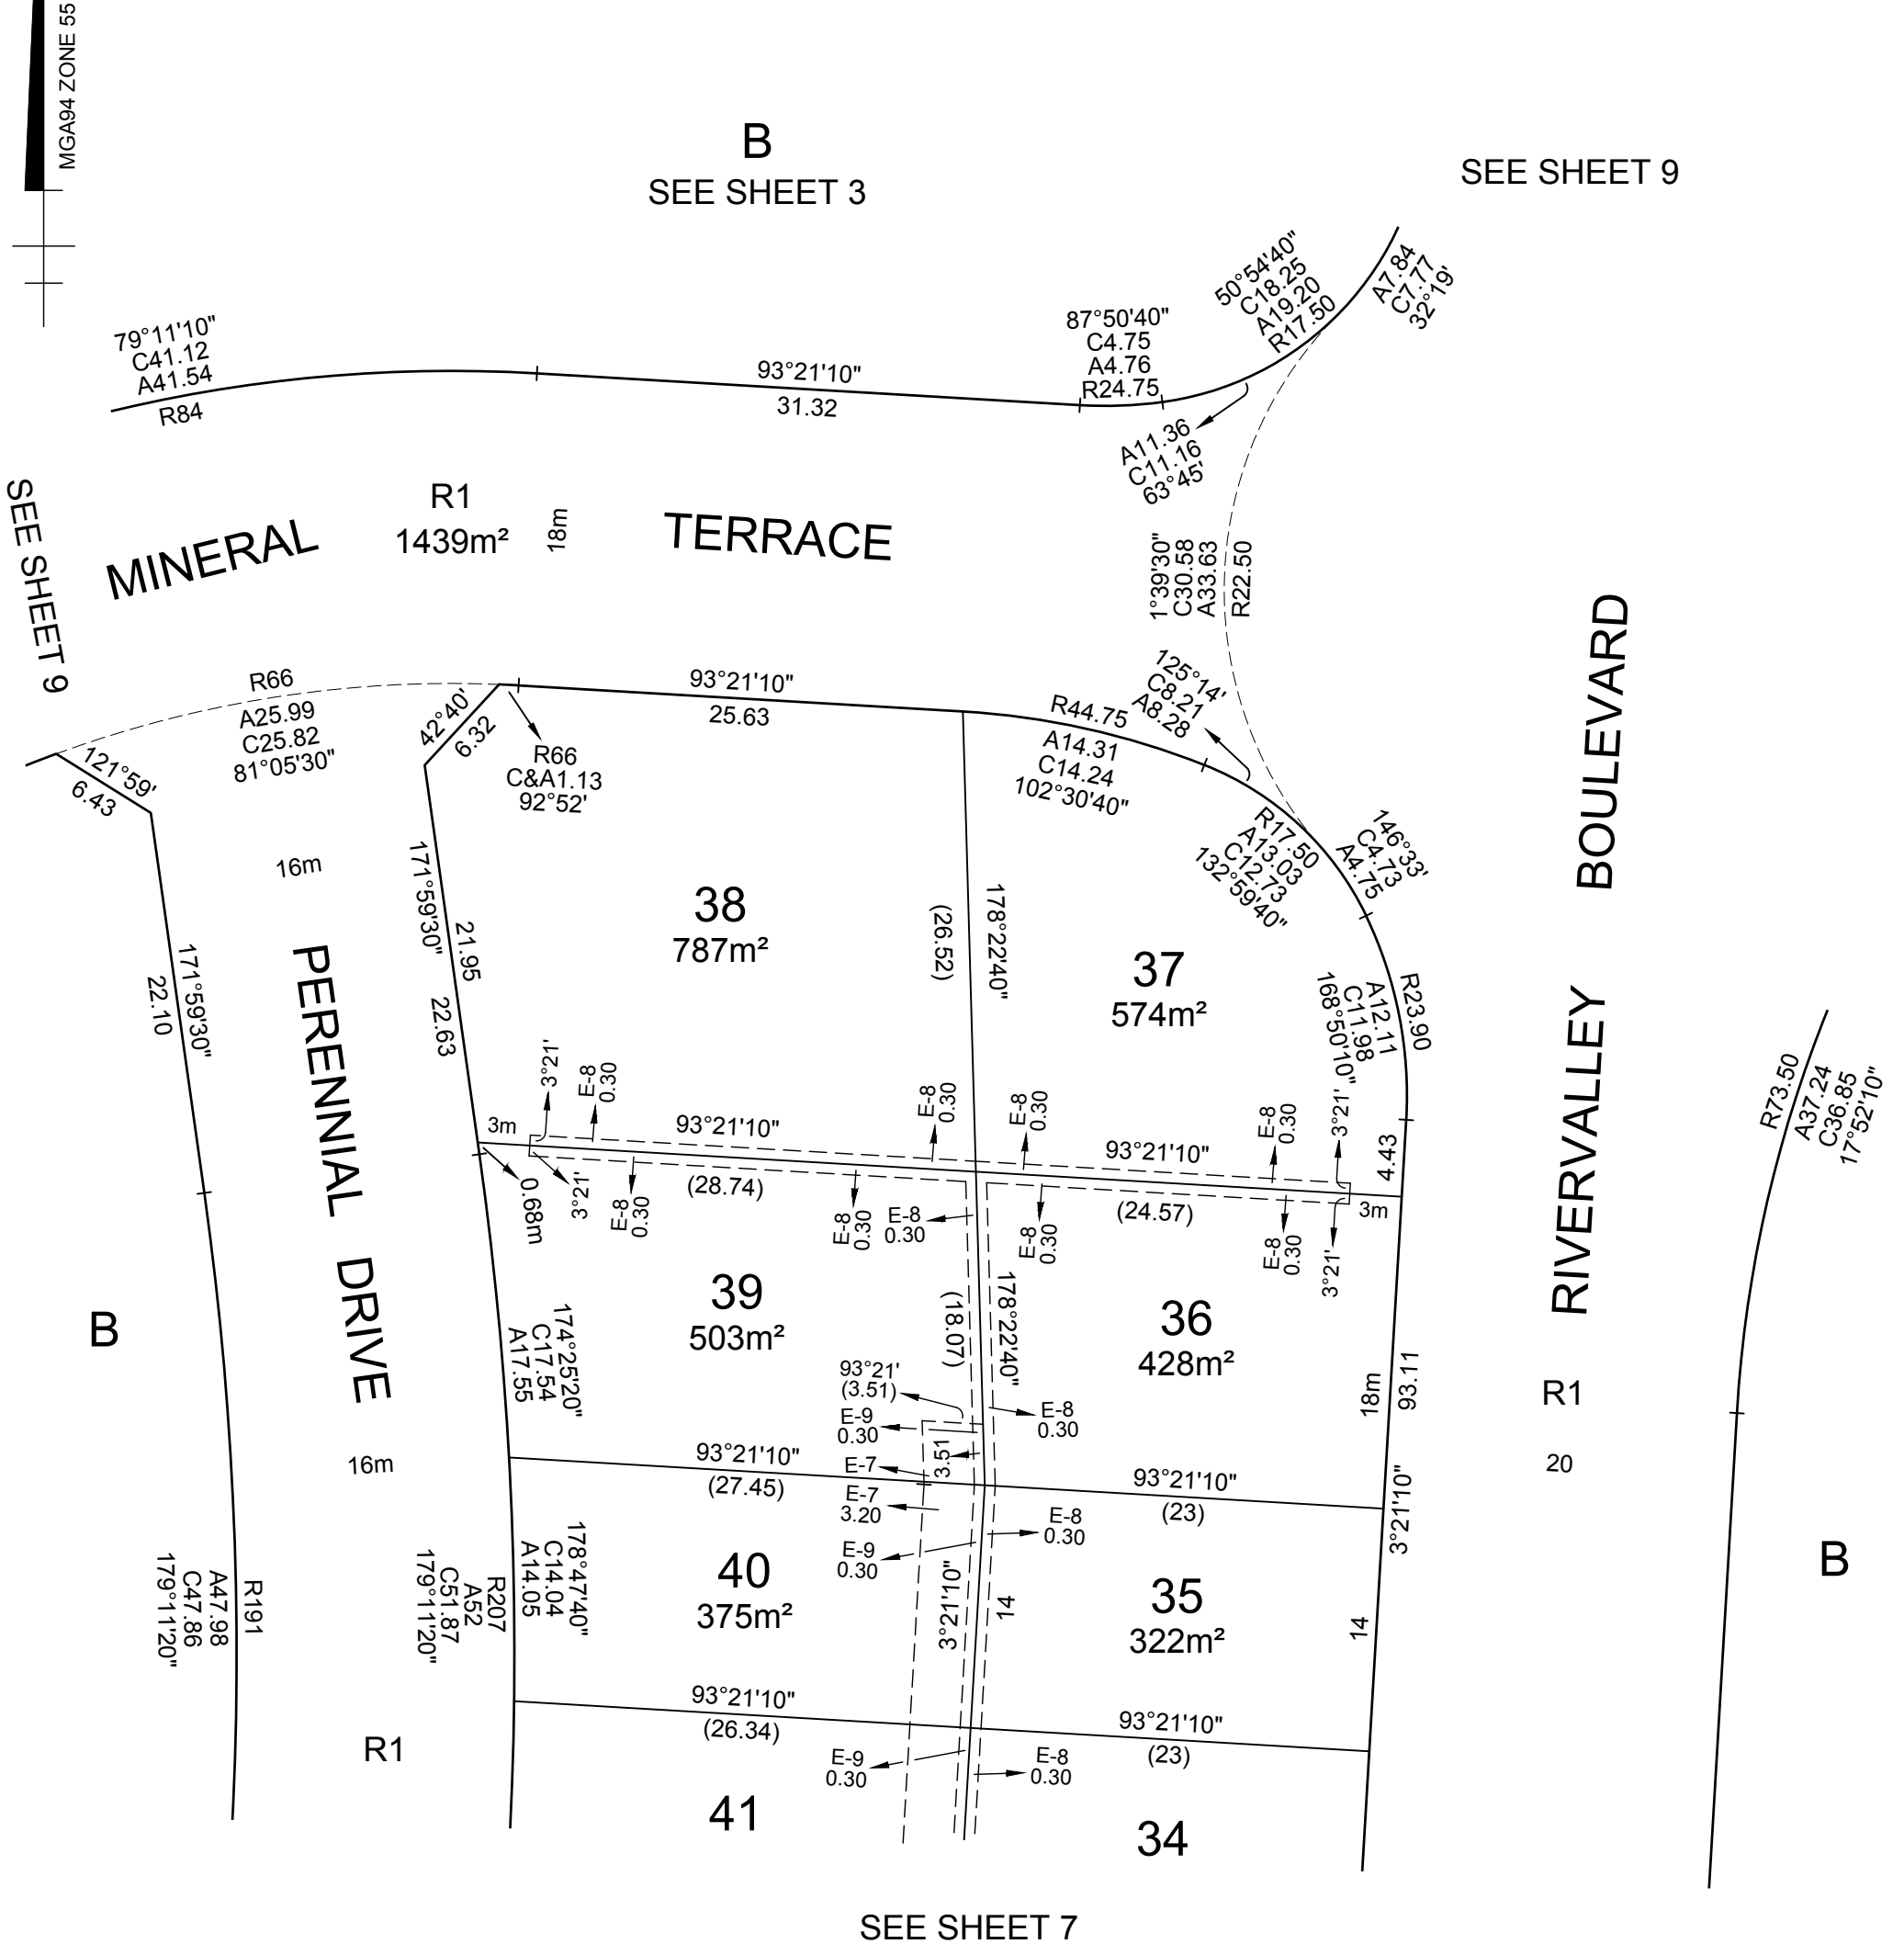 MGA94 ZONE 55
B
SEE SHEET 3
SEE SHEET 9
79°11'10"
C41.12
A41.54
R84
93°21'10"
31.32
87°50'40"
C4.75
A4.76
R24.75
50°54'40"
C18.25
A19.20
R17.50
A7.84
C7.77
32°19'
A11.36
C11.16
63°45'
SEE SHEET 9
MINERAL TERRACE
R1
1439m²
18m
1°39'30"
C30.58
A33.63
R22.50
R66
A25.99
C25.82
81°05'30"
121°59'
6.43
42°40'
6.32
R66
C&A1.13
92°52'
93°21'10"
25.63
R44.75
A14.31
C14.24
102°30'40"
125°14'
C8.21
A8.28
R17.50
A13.03
C12.73
132°59'40"
146°33'
C4.73
A4.75
16m
171°59'30"
21.95
22.63
171°59'30"
22.10
PERENNIAL DRIVE
38
787m²
(26.52)
178°22'40"
37
574m²
R23.90
A12.11
C11.98
168°50'10"
RIVERVALLEY BOULEVARD
R73.50
A37.24
C36.85
17°52'10"
3m
3°21'
E-8
0.30
93°21'10"
E-8
0.30
E-8
0.30
93°21'10"
E-8
0.30
3°21'
4.43
0.68m
3°21'
E-8
0.30
(28.74)
E-8
0.30
E-8
0.30
E-8
0.30
(24.57)
E-8
0.30
3°21'
3m
B
39
503m²
174°25'20"
C17.54
A17.55
(18.07)
178°22'40"
36
428m²
18m
93.11
R1
20
93°21'
(3.51)
E-9
0.30
E-8
0.30
3.51
E-7
93°21'10"
(27.45)
E-7
3.20
93°21'10"
(23)
3°21'10"
16m
E-8
0.30
E-9
0.30
R191
A47.98
C47.86
179°11'20"
R207
A52
C51.87
179°11'20"
178°47'40"
C14.04
A14.05
40
375m²
3°21'10"
14
35
322m²
14
B
93°21'10"
(26.34)
93°21'10"
(23)
R1
E-9
0.30
E-8
0.30
41
34
SEE SHEET 7